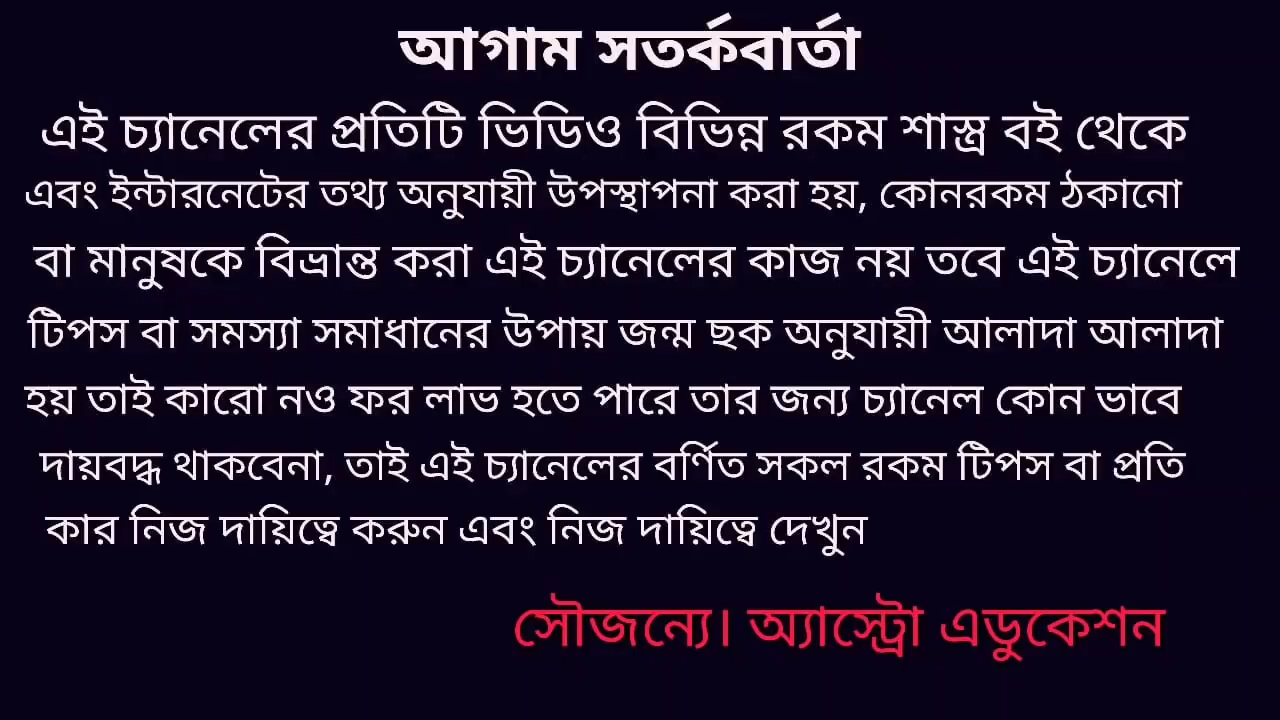 আগাম সতর্কবার্তা
এই চ্যানেলের প্রতিটি ভিডিও বিভিন্ন রকম শাস্ত্র বই থেকে
এবং ইন্টারনেটের তথ্য অনুযায়ী উপস্থাপনা করা হয়, কোনরকম ঠকানো
বা মানুষকে বিভ্রান্ত করা এই চ্যানেলের কাজ নয় তবে এই চ্যানেলে
টিপস বা সমস্যা সমাধানের উপায় জন্ম ছক অনুযায়ী আলাদা আলাদা
হয় তাই কারো নও ফর লাভ হতে পারে তার জন্য চ্যানেল কোন ভাবে
দায়বদ্ধ থাকবেনা, তাই এই চ্যানেলের বর্ণিত সকল রকম টিপস বা প্রতি
কার নিজ দায়িত্বে করুন এবং নিজ দায়িত্বে দেখুন
সৌজন্যে। অ্যাস্ট্রো এডুকেশন